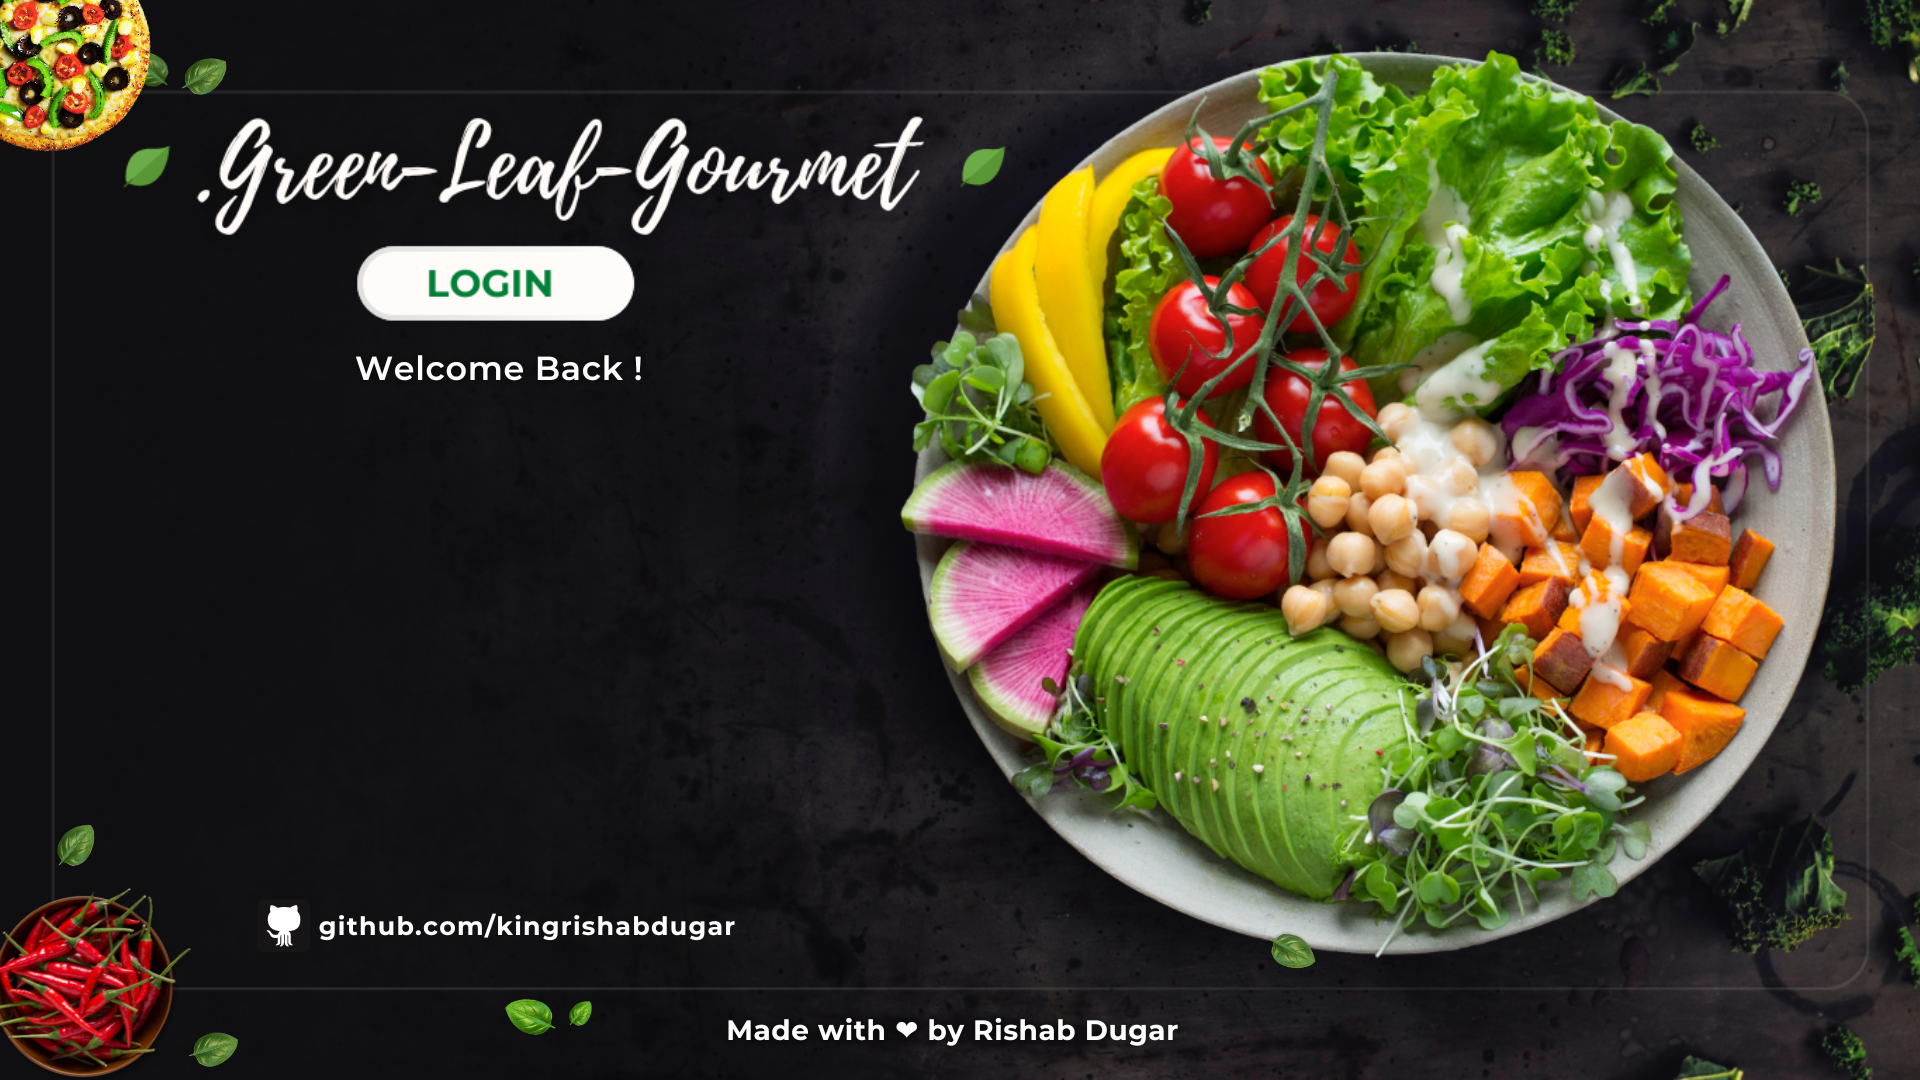 .Green-Leaf-Gourmet
LOGIN
Welcome Back !
github.com/kingrishabdugar
Made with ❤ by Rishab Dugar